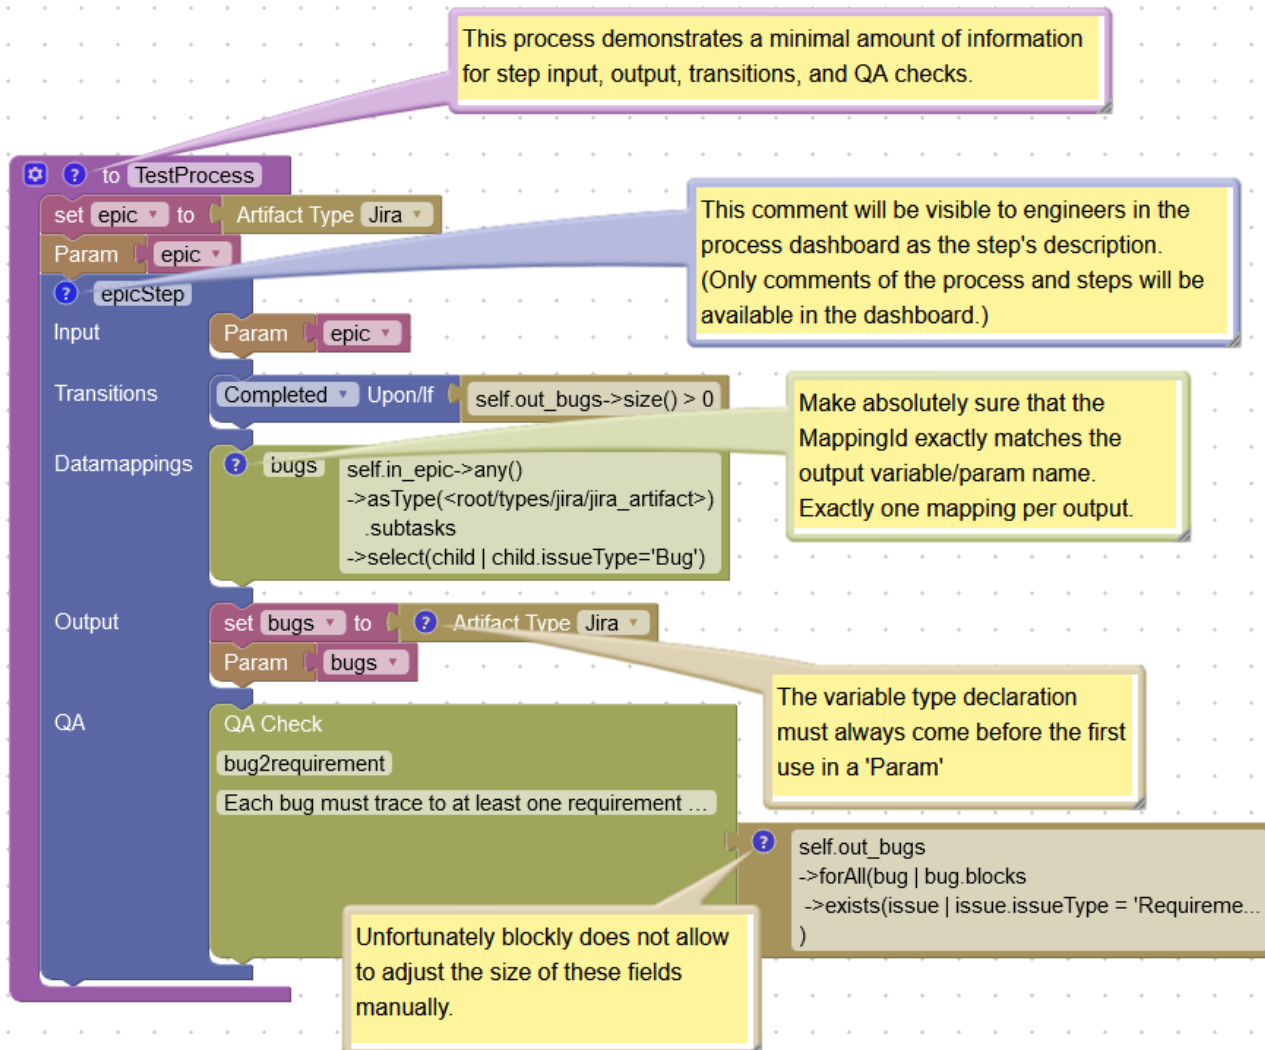 This process demonstrates a minimal amount of information
for step input, output, transitions, and QA checks.
to TestProcess
set epic to Artifact Type Jira
Param epic
This comment will be visible to engineers in the
process dashboard as the step's description.
(Only comments of the process and steps will be
available in the dashboard.)
epicStep
Input Param epic
Transitions Completed Upon/If self.out_bugs->size() > 0
Make absolutely sure that the
MappingId exactly matches the
output variable/param name.
Exactly one mapping per output.
Datamappings bugs self.in_epic->any()
->asType(<root/types/jira/jira_artifact>)
.subtasks
->select(child | child.issueType='Bug')
Output set bugs to Artifact Type Jira
Param bugs
The variable type declaration
must always come before the first
use in a 'Param'
QA QA Check
bug2requirement
Each bug must trace to at least one requirement ...
self.out_bugs
->forAll(bug | bug.blocks
->exists(issue | issue.issueType = 'Requireme...
)
Unfortunately blockly does not allow
to adjust the size of these fields
manually.